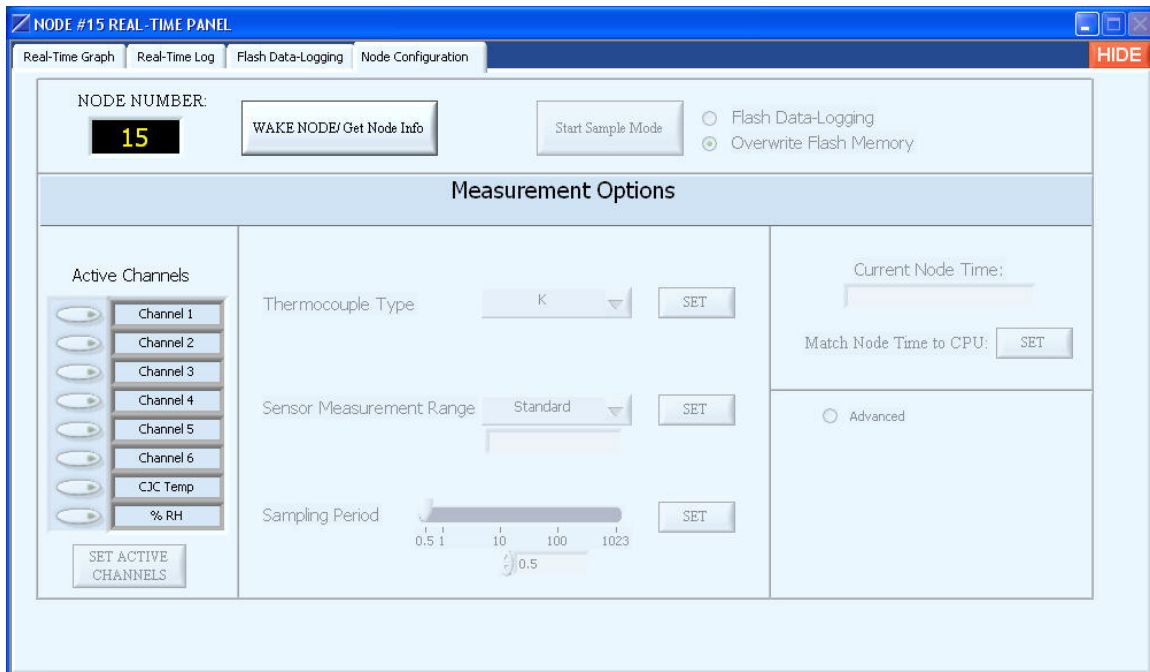 NODE #15 REAL-TIME PANEL
Real-Time Graph
Real-Time Log
Flash Data-Logging
Node Configuration
HIDE
NODE NUMBER:
15
WAKE NODE/ Get Node Info
Start Sample Mode
Flash Data-Logging
Overwrite Flash Memory
Measurement Options
Active Channels
Channel 1
Channel 2
Channel 3
Channel 4
Channel 5
Channel 6
CJC Temp
% RH
SET ACTIVE
CHANNELS
Thermocouple Type
K
SET
Sensor Measurement Range
Standard
SET
Sampling Period
0.5 1 10 100 1023
0.5
SET
Current Node Time:
Match Node Time to CPU:
SET
Advanced